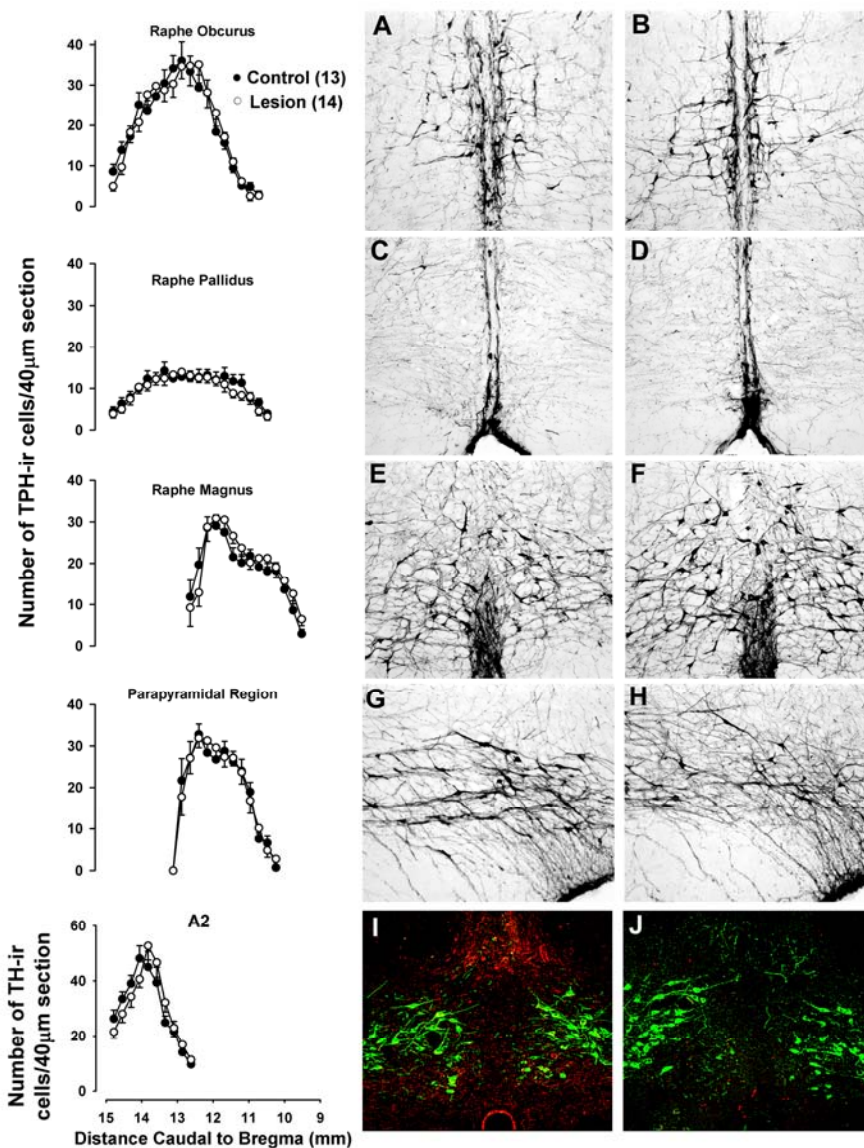 Raphe Obcurus
40
30
20
10
0
Control (13)
Lesion (14)
A
B
Number of TPH-ir cells/40µm section
Raphe Pallidus
40
30
20
10
0
C
D
Raphe Magnus
40
30
20
10
0
E
F
Parapyramidal Region
40
30
20
10
0
G
H
Number of TH-ir
cells/40µm section
A2
60
40
20
0
15 14 13 12 11 10 9
Distance Caudal to Bregma (mm)
I
J